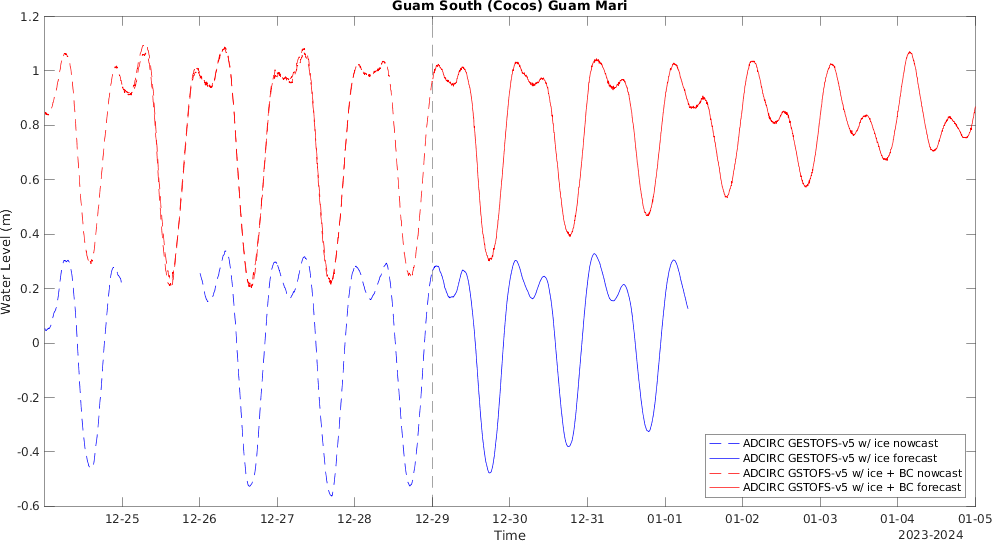 Guam South (Cocos) Guam Mari
Water Level (m)
1.2
1
0.8
0.6
0.4
0.2
0
-0.2
-0.4
-0.6
12-25 12-26 12-27 12-28 12-29 12-30 12-31 01-01 01-02 01-03 01-04 01-05
Time
2023-2024
ADCIRC GESTOFS-v5 w/ ice nowcast
ADCIRC GESTOFS-v5 w/ ice forecast
ADCIRC GSTOFS-v5 w/ ice + BC nowcast
ADCIRC GSTOFS-v5 w/ ice + BC forecast